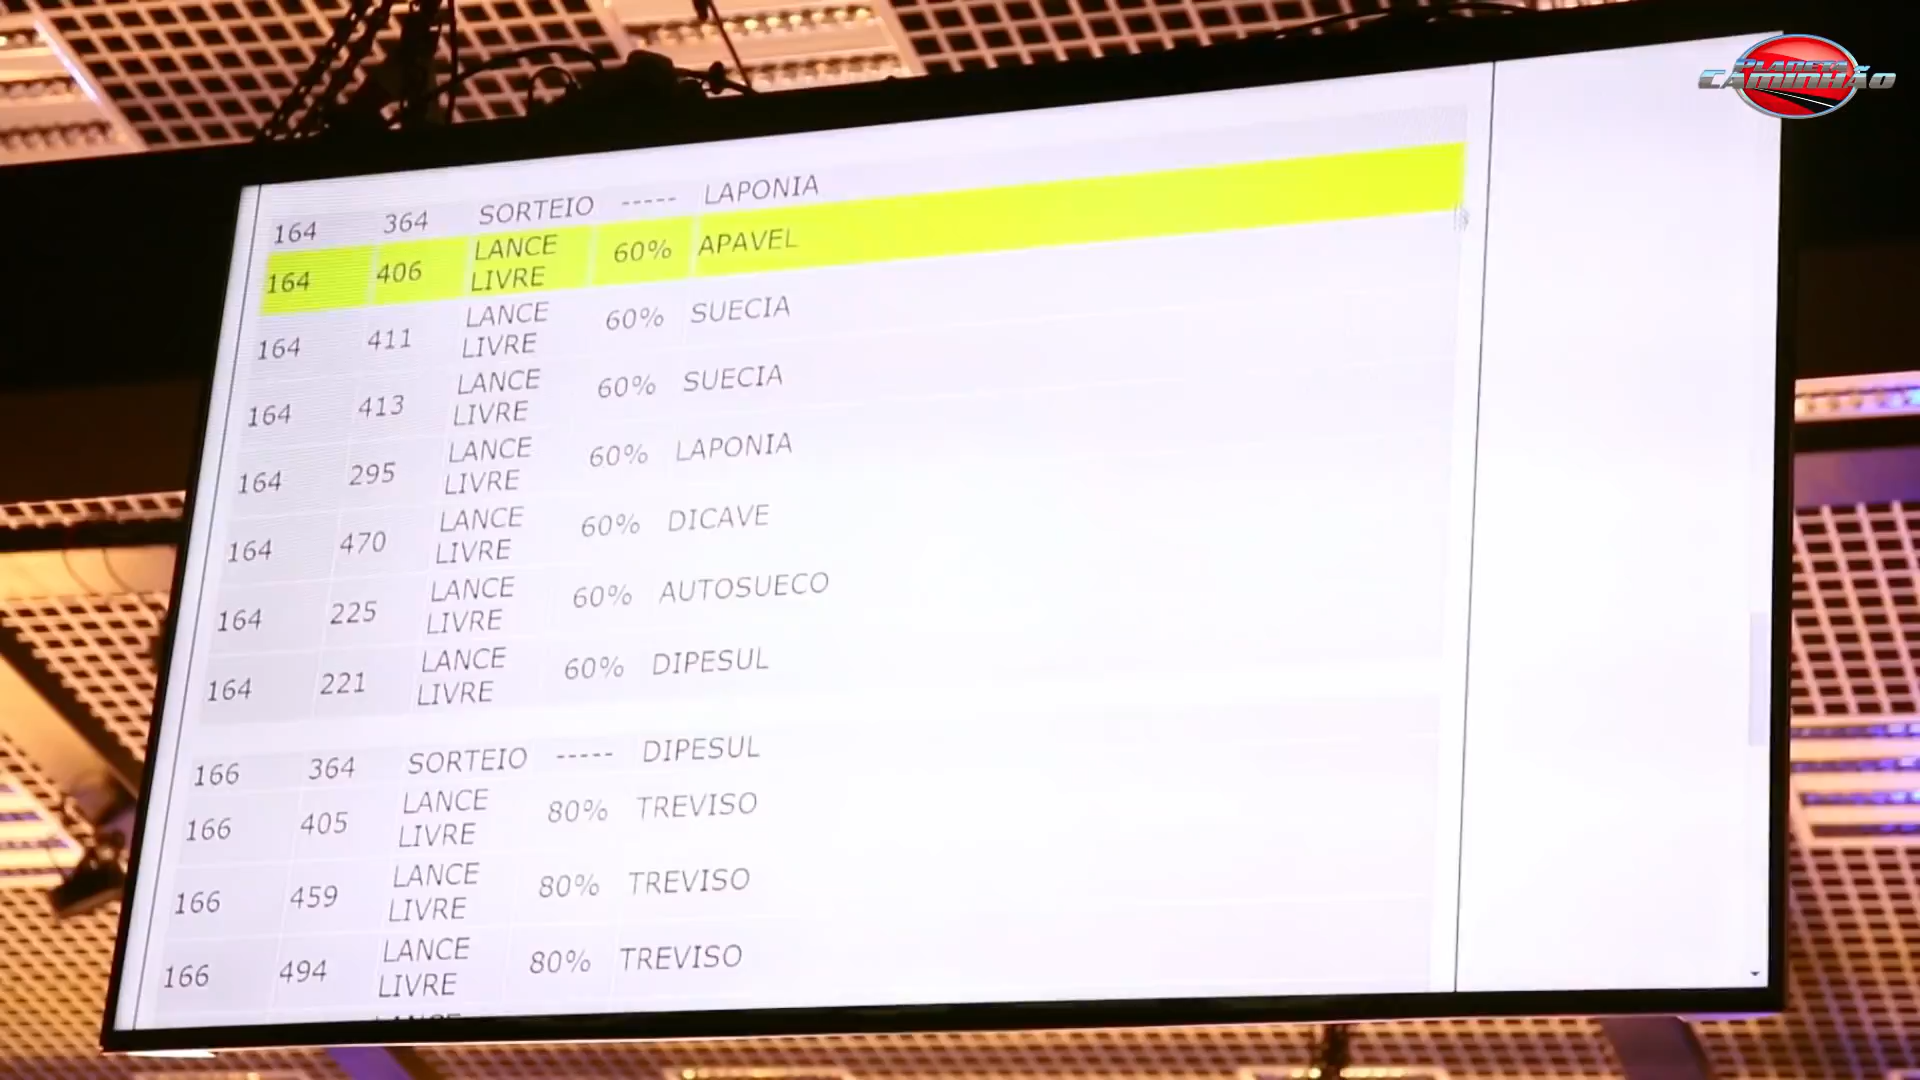 PLANETA
CAMINHÃO
164 364 SORTEIO ----- LAPONIA
164 406 LANCE LIVRE 60% APAVEL
164 411 LANCE LIVRE 60% SUECIA
164 413 LANCE LIVRE 60% SUECIA
164 295 LANCE LIVRE 60% LAPONIA
164 470 LANCE LIVRE 60% DICAVE
164 225 LANCE LIVRE 60% AUTOSUECO
164 221 LANCE LIVRE 60% DIPESUL
166 364 SORTEIO ----- DIPESUL
166 405 LANCE LIVRE 80% TREVISO
166 459 LANCE LIVRE 80% TREVISO
166 494 LANCE LIVRE 80% TREVISO